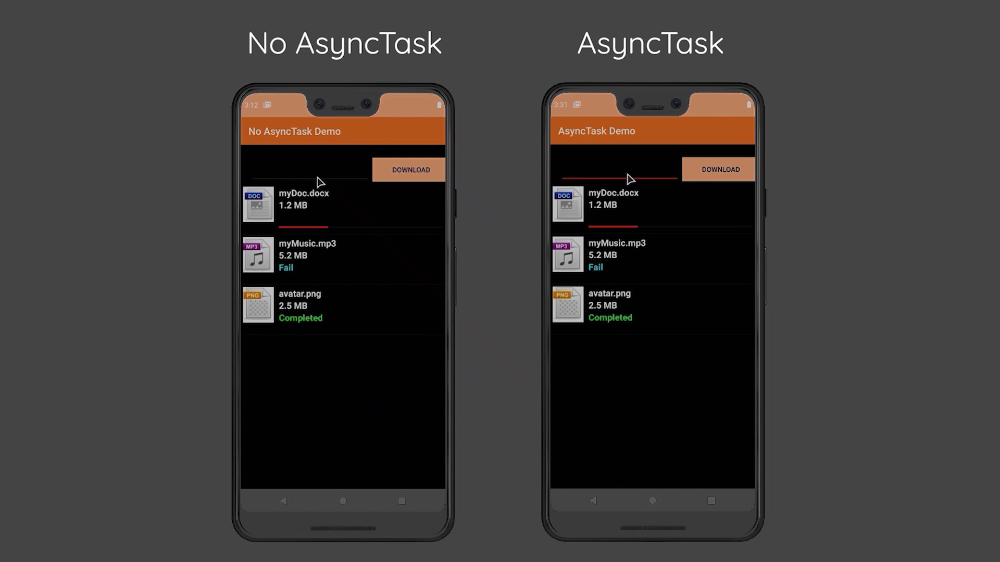 No AsyncTask
3:12
No AsyncTask Demo
DOWNLOAD
DOC
myDoc.docx
1.2 MB
MP3
myMusic.mp3
5.2 MB
Fail
PNG
avatar.png
2.5 MB
Completed
AsyncTask
3:31
AsyncTask Demo
DOWNLOAD
DOC
myDoc.docx
1.2 MB
MP3
myMusic.mp3
5.2 MB
Fail
PNG
avatar.png
2.5 MB
Completed